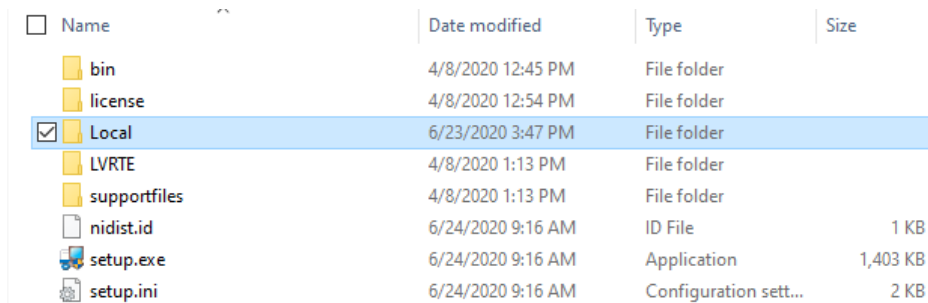 Name Date modified Type Size
bin 4/8/2020 12:45 PM File folder
license 4/8/2020 12:54 PM File folder
Local 6/23/2020 3:47 PM File folder
LVRTE 4/8/2020 1:13 PM File folder
supportfiles 4/8/2020 1:13 PM File folder
nidist.id 6/24/2020 9:16 AM ID File 1 KB
setup.exe 6/24/2020 9:16 AM Application 1,403 KB
setup.ini 6/24/2020 9:16 AM Configuration sett... 2 KB